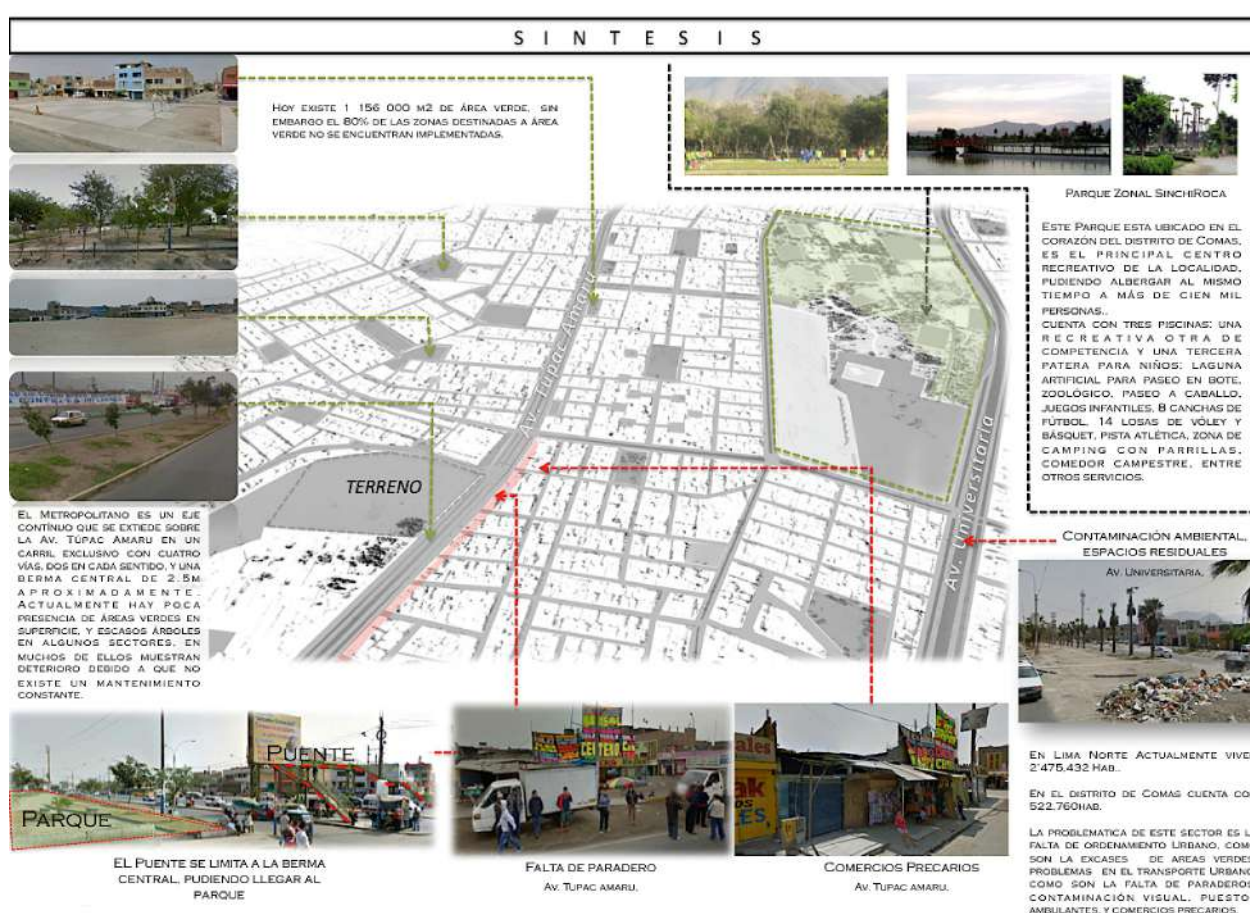 SINTESIS
HOY EXISTE 1 156 000 M2 DE ÁREA VERDE, SIN
EMBARGO EL 80% DE LAS ZONAS DESTINADAS A ÁREA
VERDE NO SE ENCUENTRAN IMPLEMENTADAS.
PARQUE ZONAL SINCHIROCA
ESTE PARQUE ESTA UBICADO EN EL
CORAZÓN DEL DISTRITO DE COMAS,
ES EL PRINCIPAL CENTRO
RECREATIVO DE LA LOCALIDAD,
PUDIENDO ALBERGAR AL MISMO
TIEMPO A MÁS DE CIEN MIL
PERSONAS..
CUENTA CON TRES PISCINAS: UNA
RECREATIVA OTRA DE
COMPETENCIA Y UNA TERCERA
PATERA PARA NIÑOS; LAGUNA
ARTIFICIAL PARA PASEO EN BOTE,
ZOOLÓGICO, PASEO A CABALLO,
JUEGOS INFANTILES, 8 CANCHAS DE
FÚTBOL, 14 LOSAS DE VÓLEY Y
BÁSQUET, PISTA ATLÉTICA, ZONA DE
CAMPING CON PARRILLAS,
COMEDOR CAMPESTRE, ENTRE
OTROS SERVICIOS.
Av. Tupac Amaru
Av. Universitoria
TERRENO
EL METROPOLITANO ES UN EJE
CONTÍNUO QUE SE EXTIEDE SOBRE
LA AV. TÚPAC AMARU EN UN
CARRIL EXCLUSIVO CON CUATRO
VÍAS, DOS EN CADA SENTIDO, Y UNA
BERMA CENTRAL DE 2.5M
APROXIMADAMENTE.
ACTUALMENTE HAY POCA
PRESENCIA DE ÁREAS VERDES EN
SUPERFICIE, Y ESCASOS ÁRBOLES
EN ALGUNOS SECTORES, EN
MUCHOS DE ELLOS MUESTRAN
DETERIORO DEBIDO A QUE NO
EXISTE UN MANTENIMIENTO
CONSTANTE.
CONTAMINACIÓN AMBIENTAL,
ESPACIOS RESIDUALES
AV. UNIVERSITARIA.
PUENTE
PARQUE
EL PUENTE SE LIMITA A LA BERMA
CENTRAL, PUDIENDO LLEGAR AL
PARQUE
FALTA DE PARADERO
AV. TUPAC AMARU.
COMERCIOS PRECARIOS
AV. TUPAC AMARU.
EN LIMA NORTE ACTUALMENTE VIVE
2'475,432 HAB..
EN EL DISTRITO DE COMAS CUENTA CO
522,760HAB.
LA PROBLEMATICA DE ESTE SECTOR ES L
FALTA DE ORDENAMIENTO URBANO, COM
SON LA EXCASES DE AREAS VERDES
PROBLEMAS EN EL TRANSPORTE URBANO
COMO SON LA FALTA DE PARADEROS
CONTAMINACIÓN VISUAL, PUESTO
AMBULANTES, Y COMERCIOS PRECARIOS.